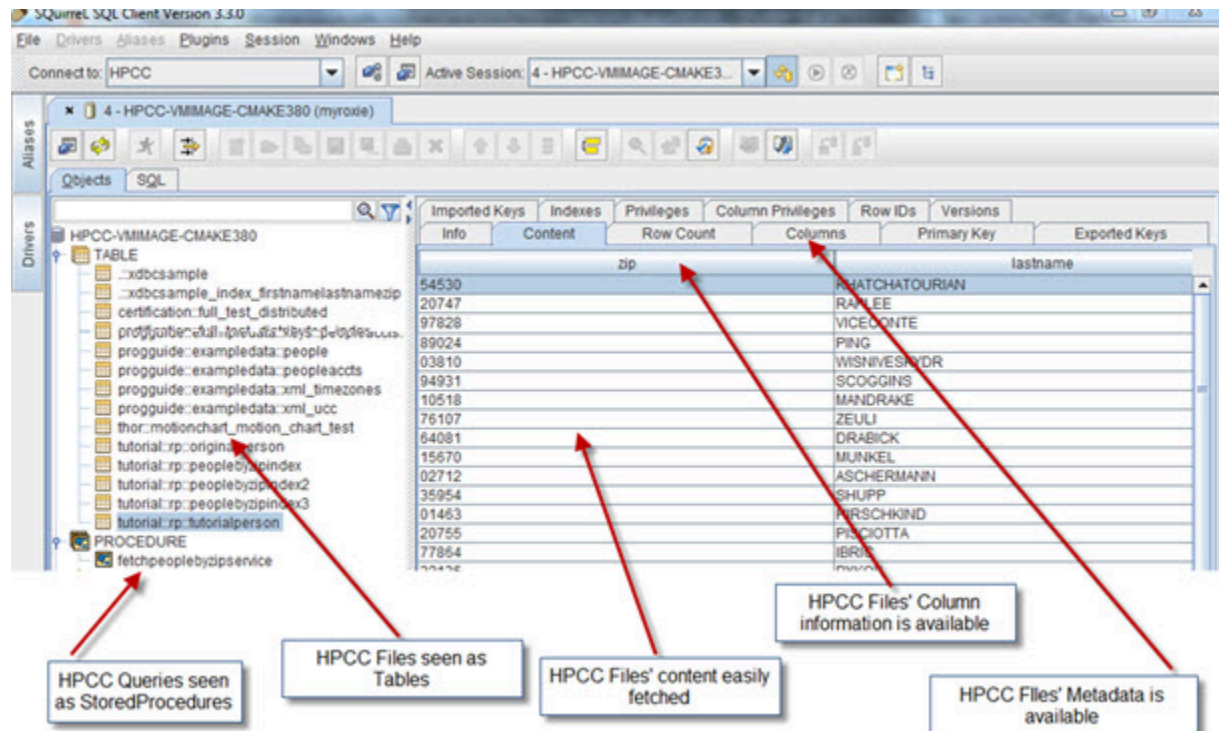 SQuirreL SQL Client Version 3.3.0
File Drivers Aliases Plugins Session Windows Help
Connect to: HPCC
Active Session: 4 - HPCC-VMIMAGE-CMAKE3...
4 - HPCC-VMIMAGE-CMAKE380 (myroxie)
Aliases
Drivers
Objects SQL
HPCC-VMIMAGE-CMAKE380
TABLE
.::xdbcsample
.::xdbcsample_index_firstnamelastnamezip
certification::full_test_distributed
progguide::exampledata::people
progguide::exampledata::peopleaccts
progguide::exampledata::xml_timezones
progguide::exampledata::xml_ucc
thor::motionchart_motion_chart_test
tutorial::rp::originalperson
tutorial::rp::peoplebyzipindex
tutorial::rp::peoplebyzipindex2
tutorial::rp::peoplebyzipindex3
tutorial::rp::tutorialperson
PROCEDURE
fetchpeoplebyzipservice
Imported Keys Indexes Privileges Column Privileges Row IDs Versions
Info Content Row Count Columns Primary Key Exported Keys
zip lastname
54530 KHATCHATOURIAN
20747 RAPLEE
97828 VICECONTE
89024 PING
03810
94931 SCOGGINS
10518 MANDRAKE
76107 ZEULI
64081 DRABICK
15670 MUNKEL
02712 ASCHERMANN
35954 SHUPP
01463 HIRSCHKIND
20755 PISCIOTTA
77864
HPCC Files' Column
information is available
HPCC Files seen as
Tables
HPCC Files' content easily
fetched
HPCC Queries seen
as StoredProcedures
HPCC FIles' Metadata is
available